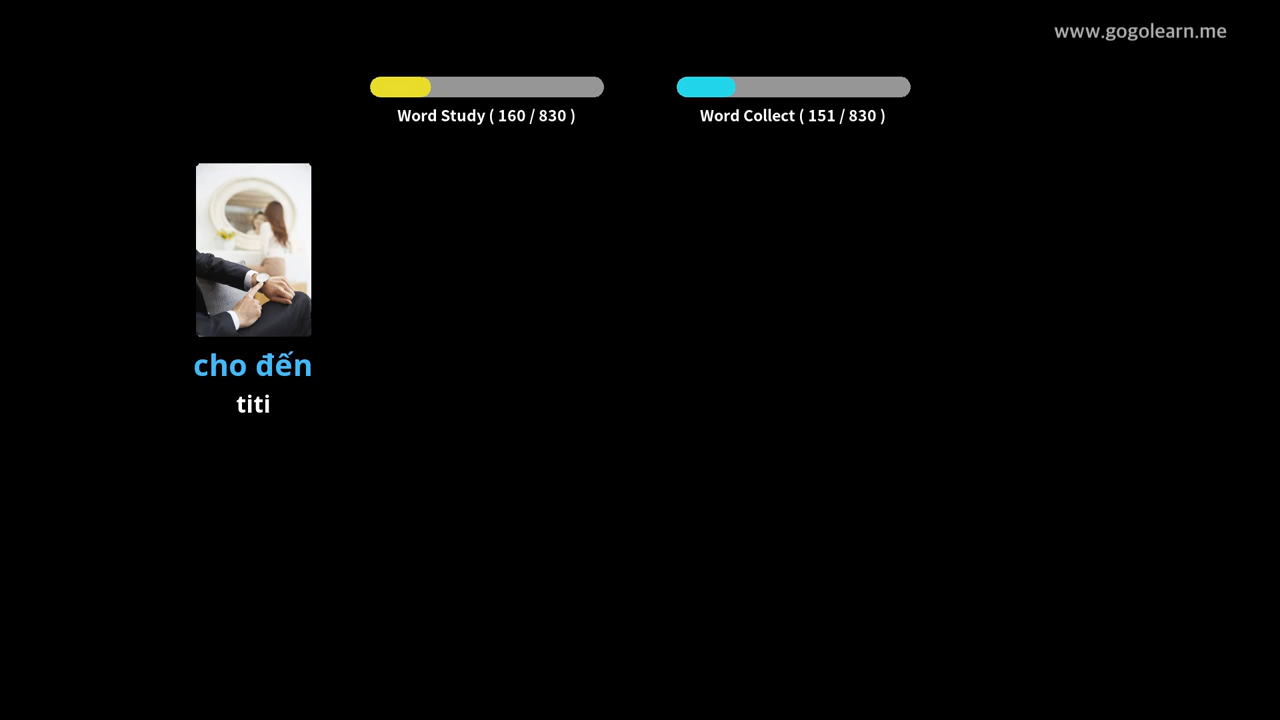 www.gogolearn.me
Word Study ( 160 / 830 )
Word Collect ( 151 / 830 )
cho đến
titi